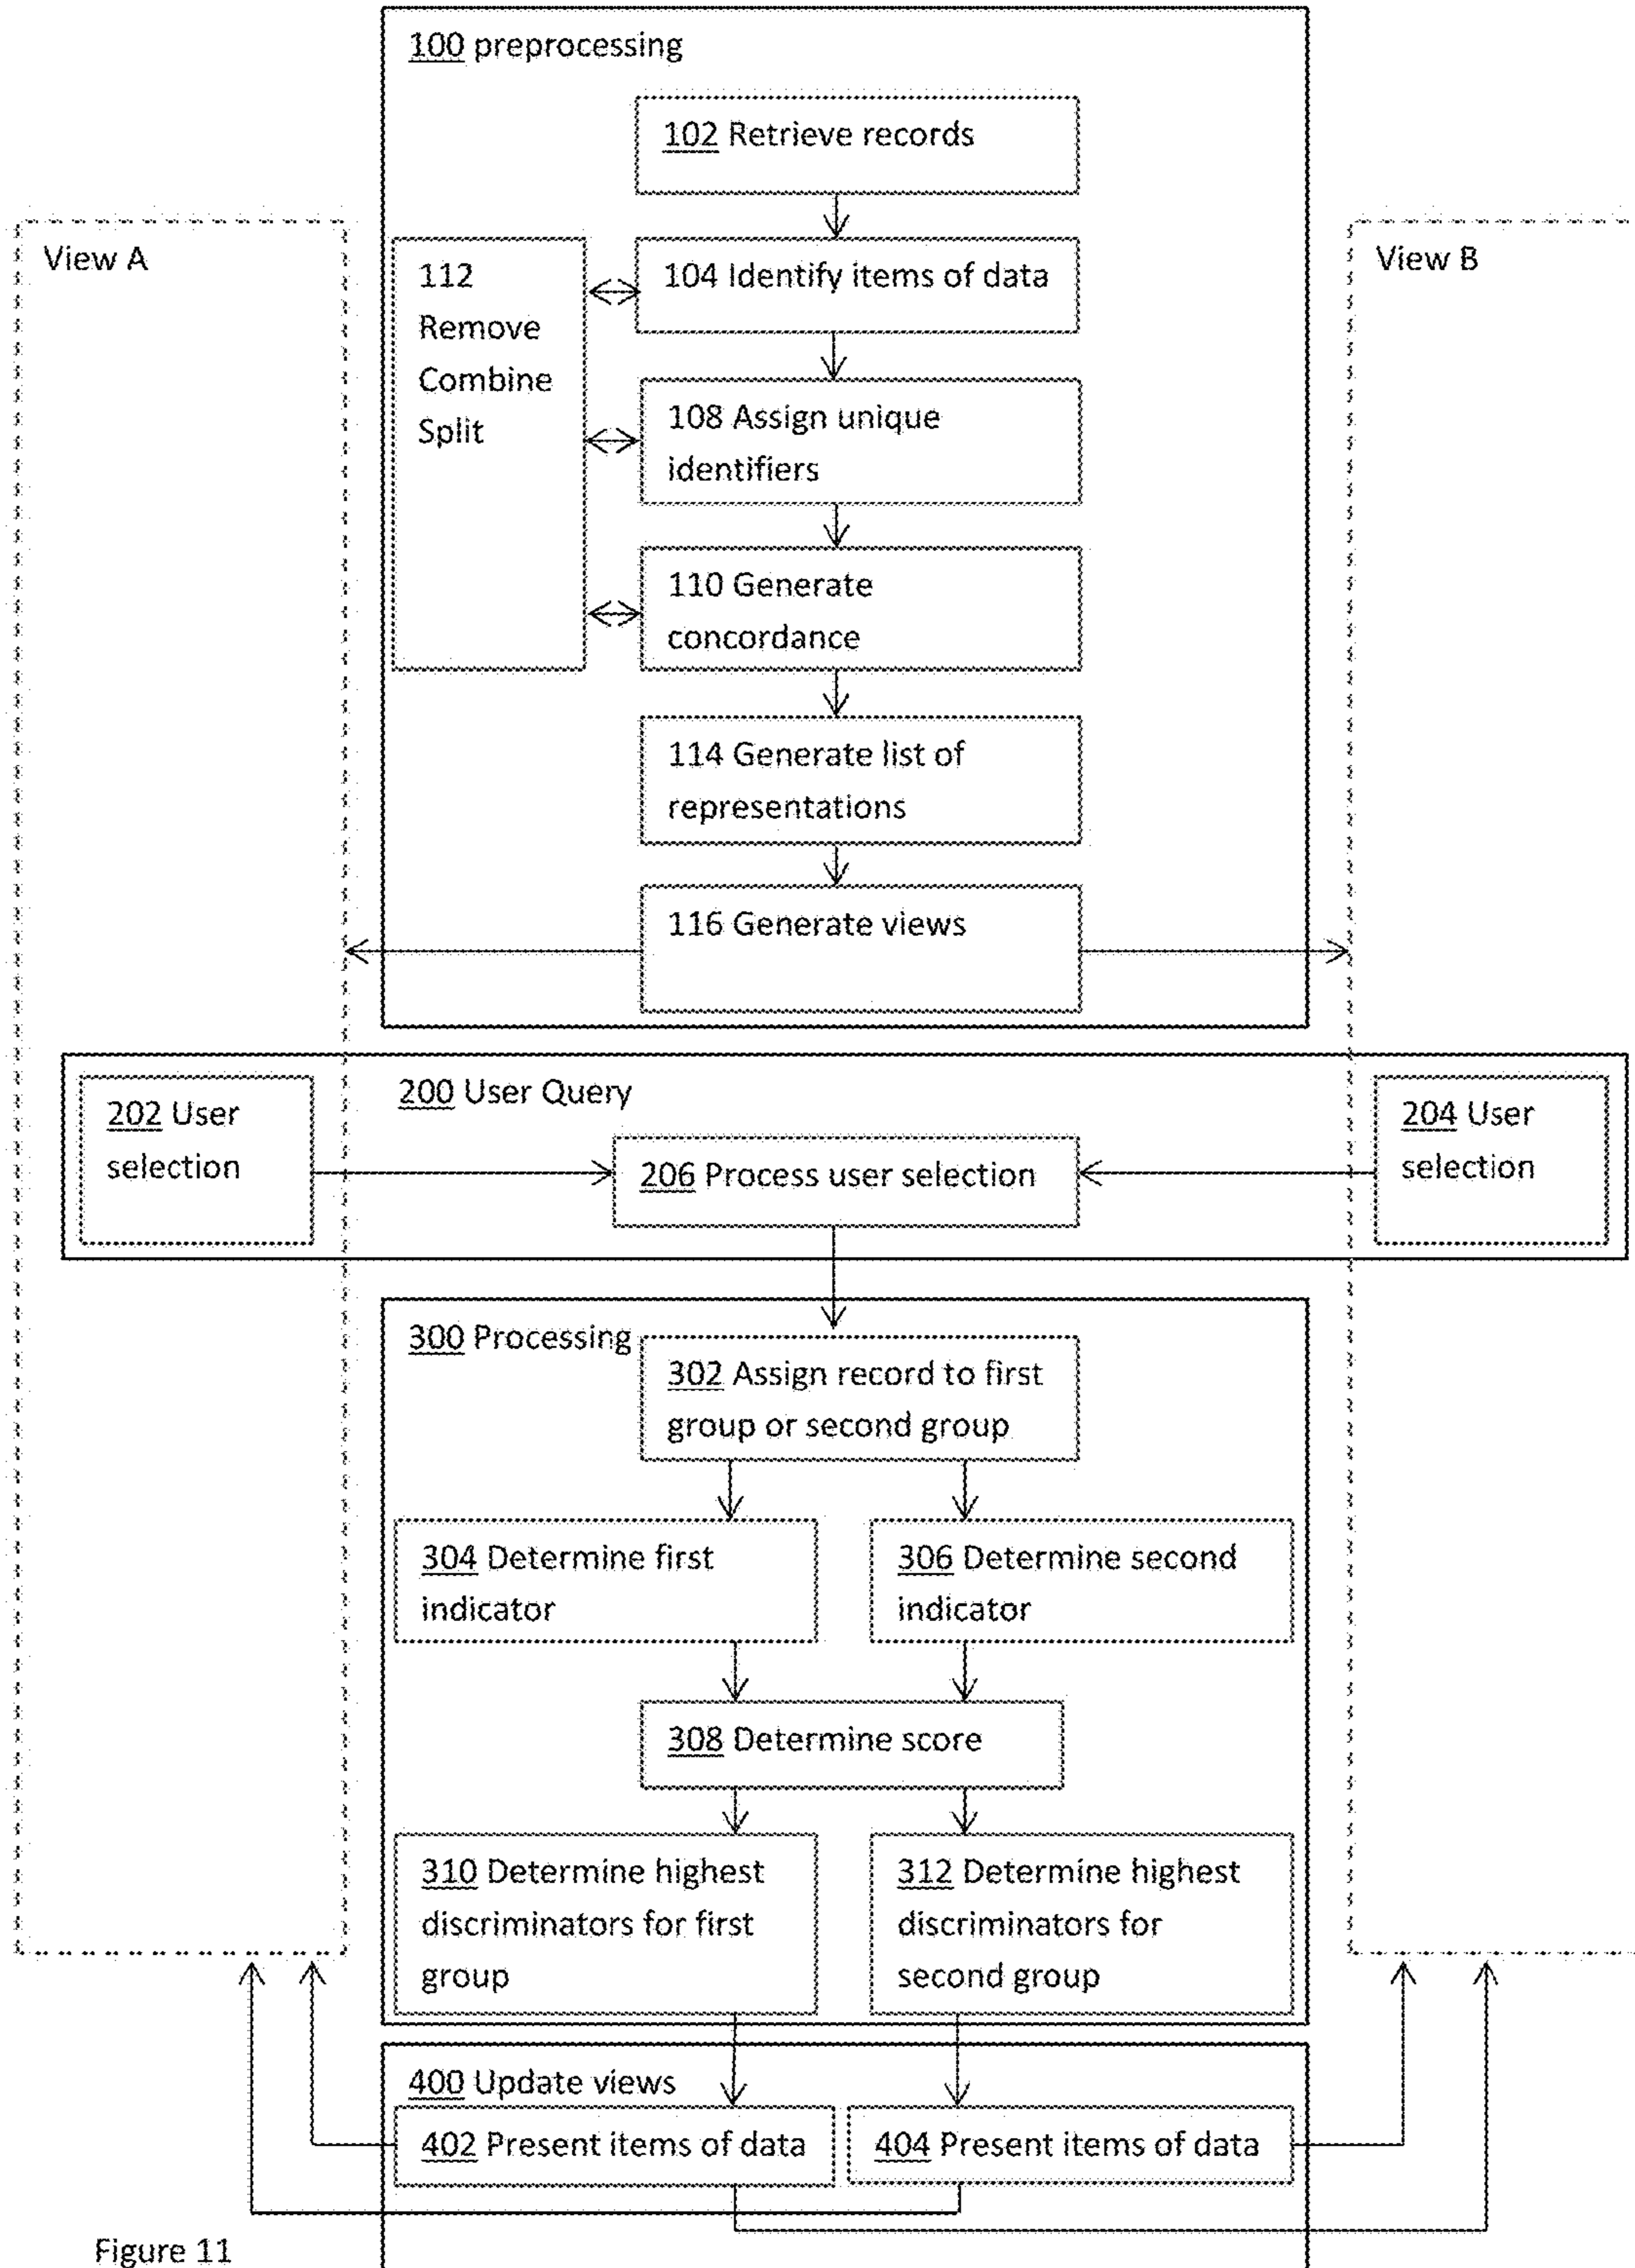 100 preprocessing
102 Retrieve records
View A
View B
112
Remove
Combine
Split
104 Identify items of data
108 Assign unique
identifiers
110 Generate
concordance
114 Generate list of
representations
116 Generate views
200 User Query
202 User
selection
206 Process user selection
204 User
selection
300 Processing
302 Assign record to first
group or second group
304 Determine first
indicator
306 Determine second
indicator
308 Determine score
310 Determine highest
discriminators for first
group
312 Determine highest
discriminators for
second group
400 Update views
402 Present items of data
404 Present items of data
Figure 11